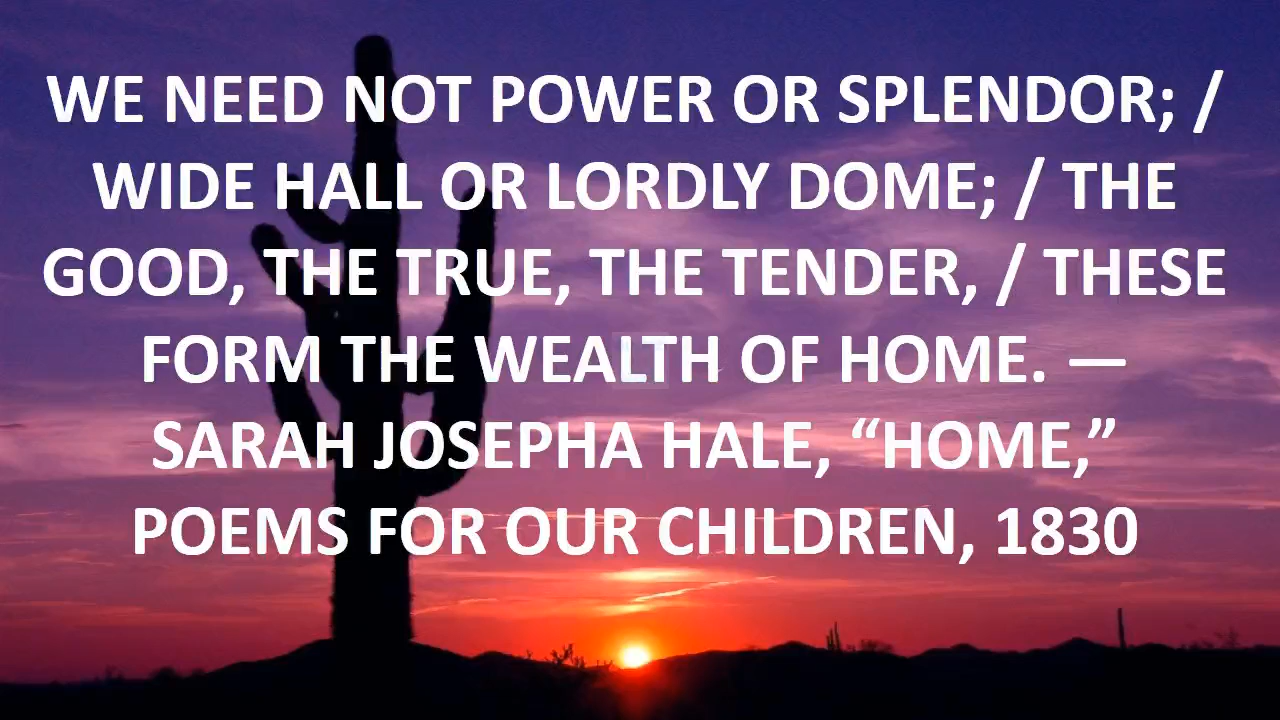 WE NEED NOT POWER OR SPLENDOR; /
WIDE HALL OR LORDLY DOME; / THE
GOOD, THE TRUE, THE TENDER, / THESE
FORM THE WEALTH OF HOME. —
SARAH JOSEPHA HALE, “HOME,”
POEMS FOR OUR CHILDREN, 1830